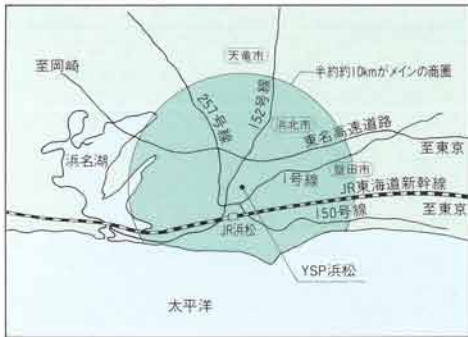 天竜市
至岡崎
半約約10kmがメインの商圏
257号線
152号線
浜北市
東名高速道路
浜名湖
磐田市
至東京
1号線
JR東海道新幹線
150号線
至東京
JR浜松
YSP浜松
太平洋